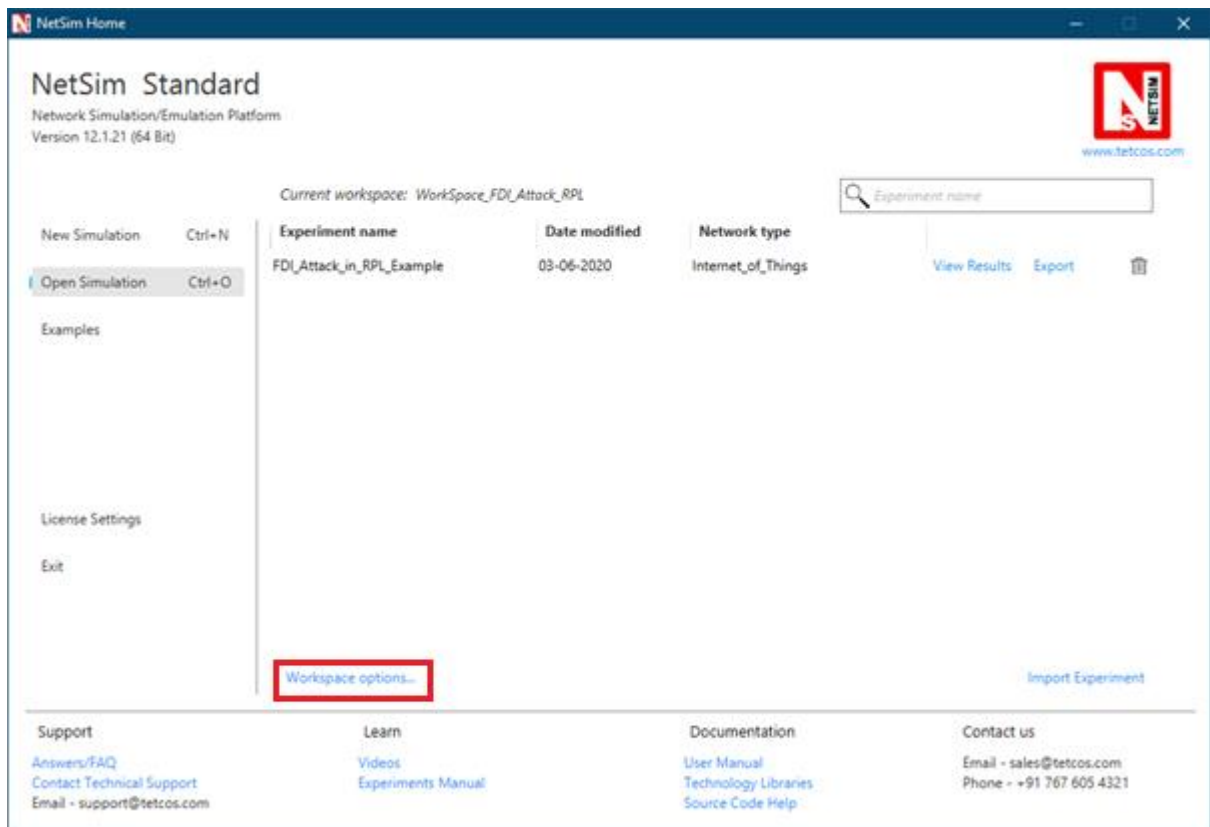 NetSim Home
NetSim Standard
Network Simulation/Emulation Platform
Version 12.1.21 (64 Bit)
N
S
NETSIM
www.tetcos.com
Current workspace: WorkSpace_FDI_Attack_RPL
Experiment name
New Simulation Ctrl+N
Open Simulation Ctrl+O
Examples
License Settings
Exit
Experiment name Date modified Network type
FDI_Attack_in_RPL_Example 03-06-2020 Internet_of_Things View Results Export
Workspace options...
Import Experiment
Support
Answers/FAQ
Contact Technical Support
Email - support@tetcos.com
Learn
Videos
Experiments Manual
Documentation
User Manual
Technology Libraries
Source Code Help
Contact us
Email - sales@tetcos.com
Phone - +91 767 605 4321